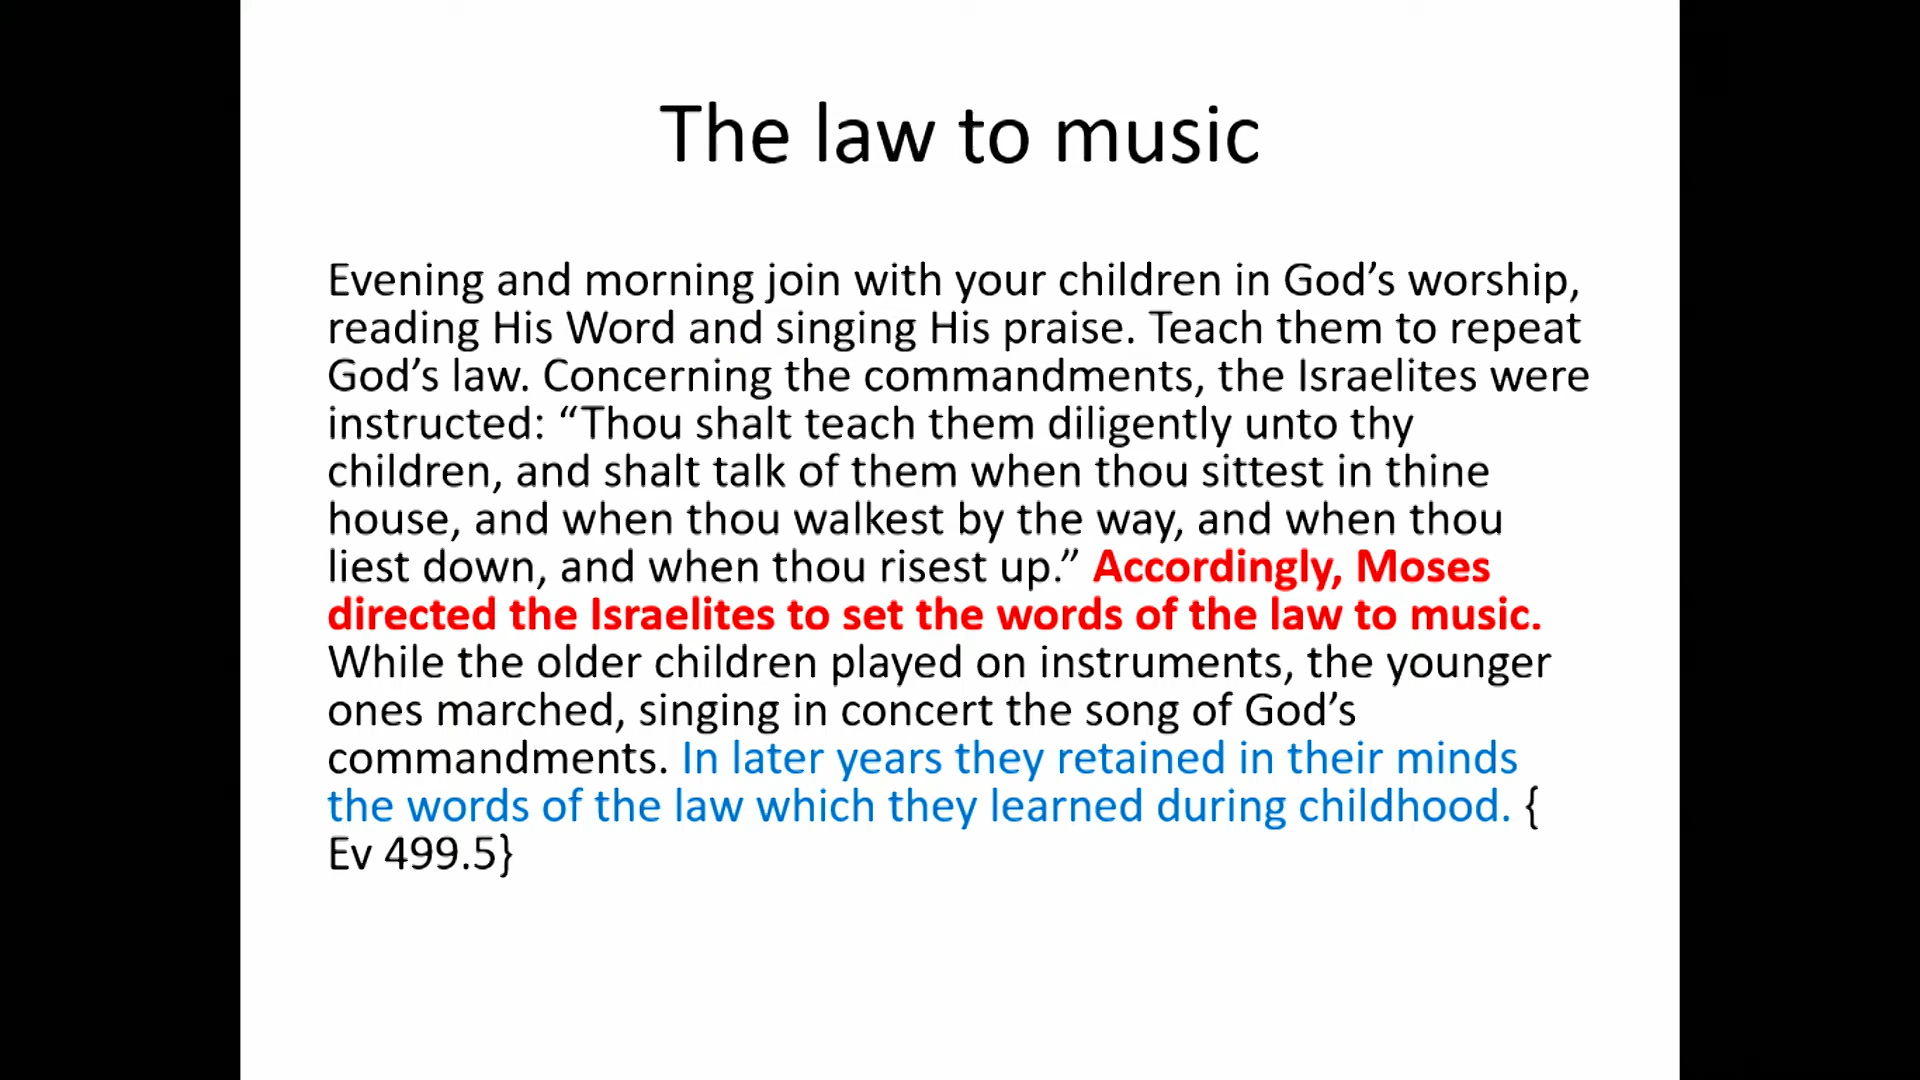 The law to music
Evening and morning join with your children in God’s worship,
reading His Word and singing His praise. Teach them to repeat
God’s law. Concerning the commandments, the Israelites were
instructed: “Thou shalt teach them diligently unto thy
children, and shalt talk of them when thou sittest in thine
house, and when thou walkest by the way, and when thou
liest down, and when thou risest up.” Accordingly, Moses
directed the Israelites to set the words of the law to music.
While the older children played on instruments, the younger
ones marched, singing in concert the song of God’s
commandments. In later years they retained in their minds
the words of the law which they learned during childhood. {
Ev 499.5}